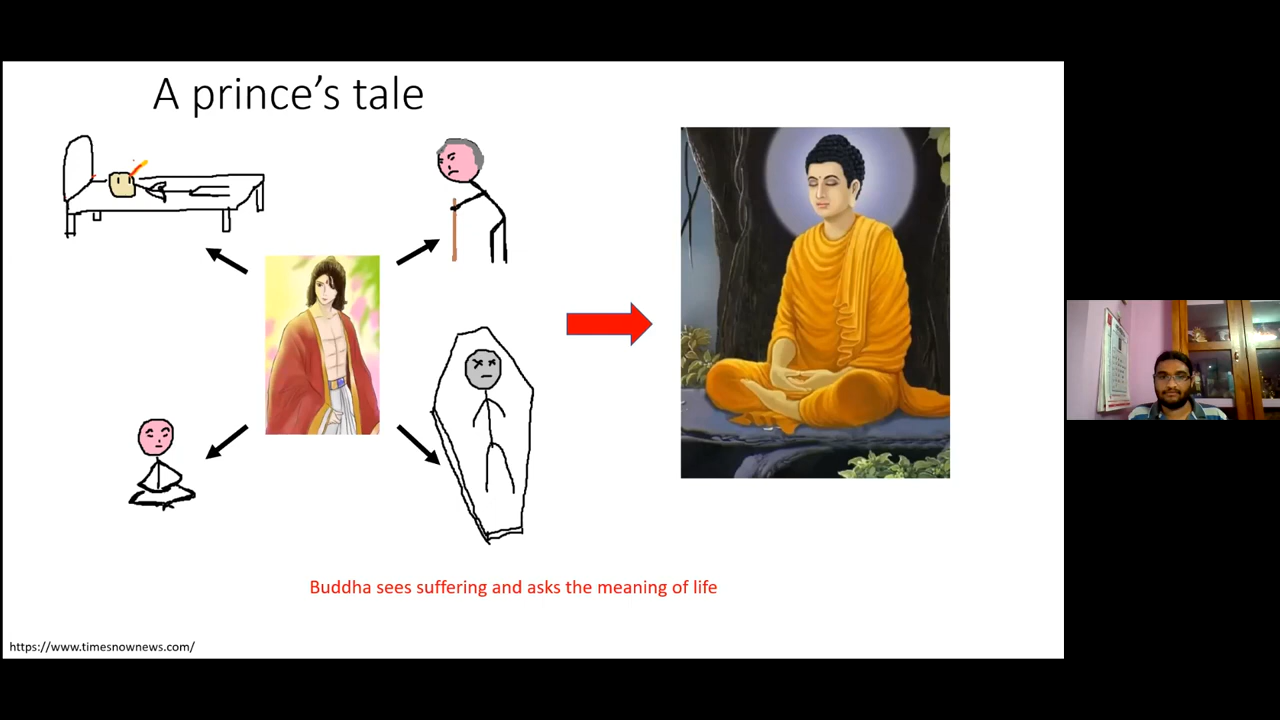 A prince’s tale
Buddha sees suffering and asks the meaning of life
https://www.timesnownews.com/